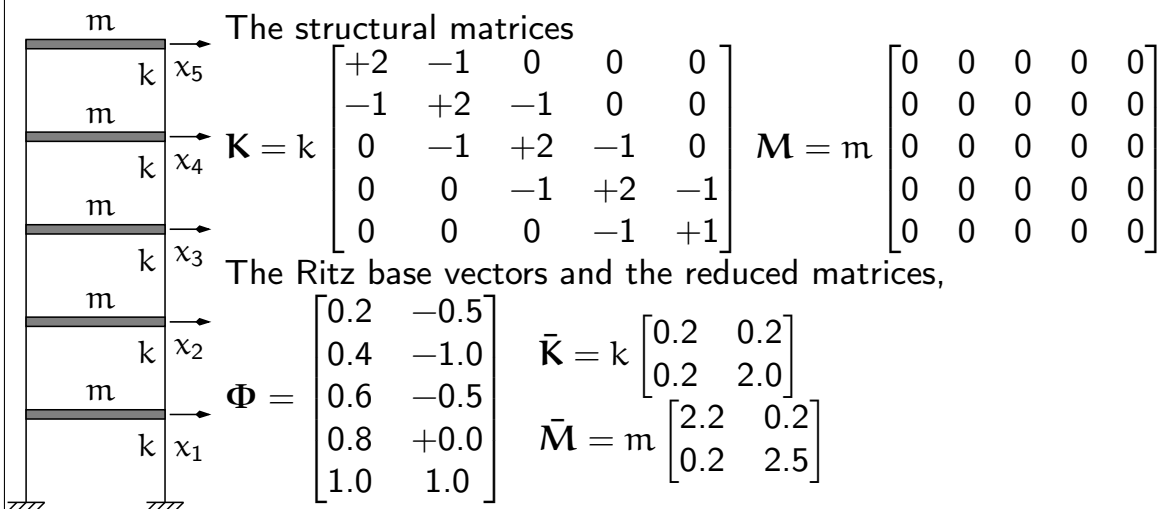 The structural matrices
K = k [+2 −1 0 0 0
−1 +2 −1 0 0
0 −1 +2 −1 0
0 0 −1 +2 −1
0 0 0 −1 +1]
M = m [0 0 0 0 0
0 0 0 0 0
0 0 0 0 0
0 0 0 0 0
0 0 0 0 0]
The Ritz base vectors and the reduced matrices,
Φ = [0.2 −0.5
0.4 −1.0
0.6 −0.5
0.8 +0.0
1.0 1.0]
K̄ = k [0.2 0.2
0.2 2.0]
M̄ = m [2.2 0.2
0.2 2.5]
m
k x₅
m
k x₄
m
k x₃
m
k x₂
m
k x₁